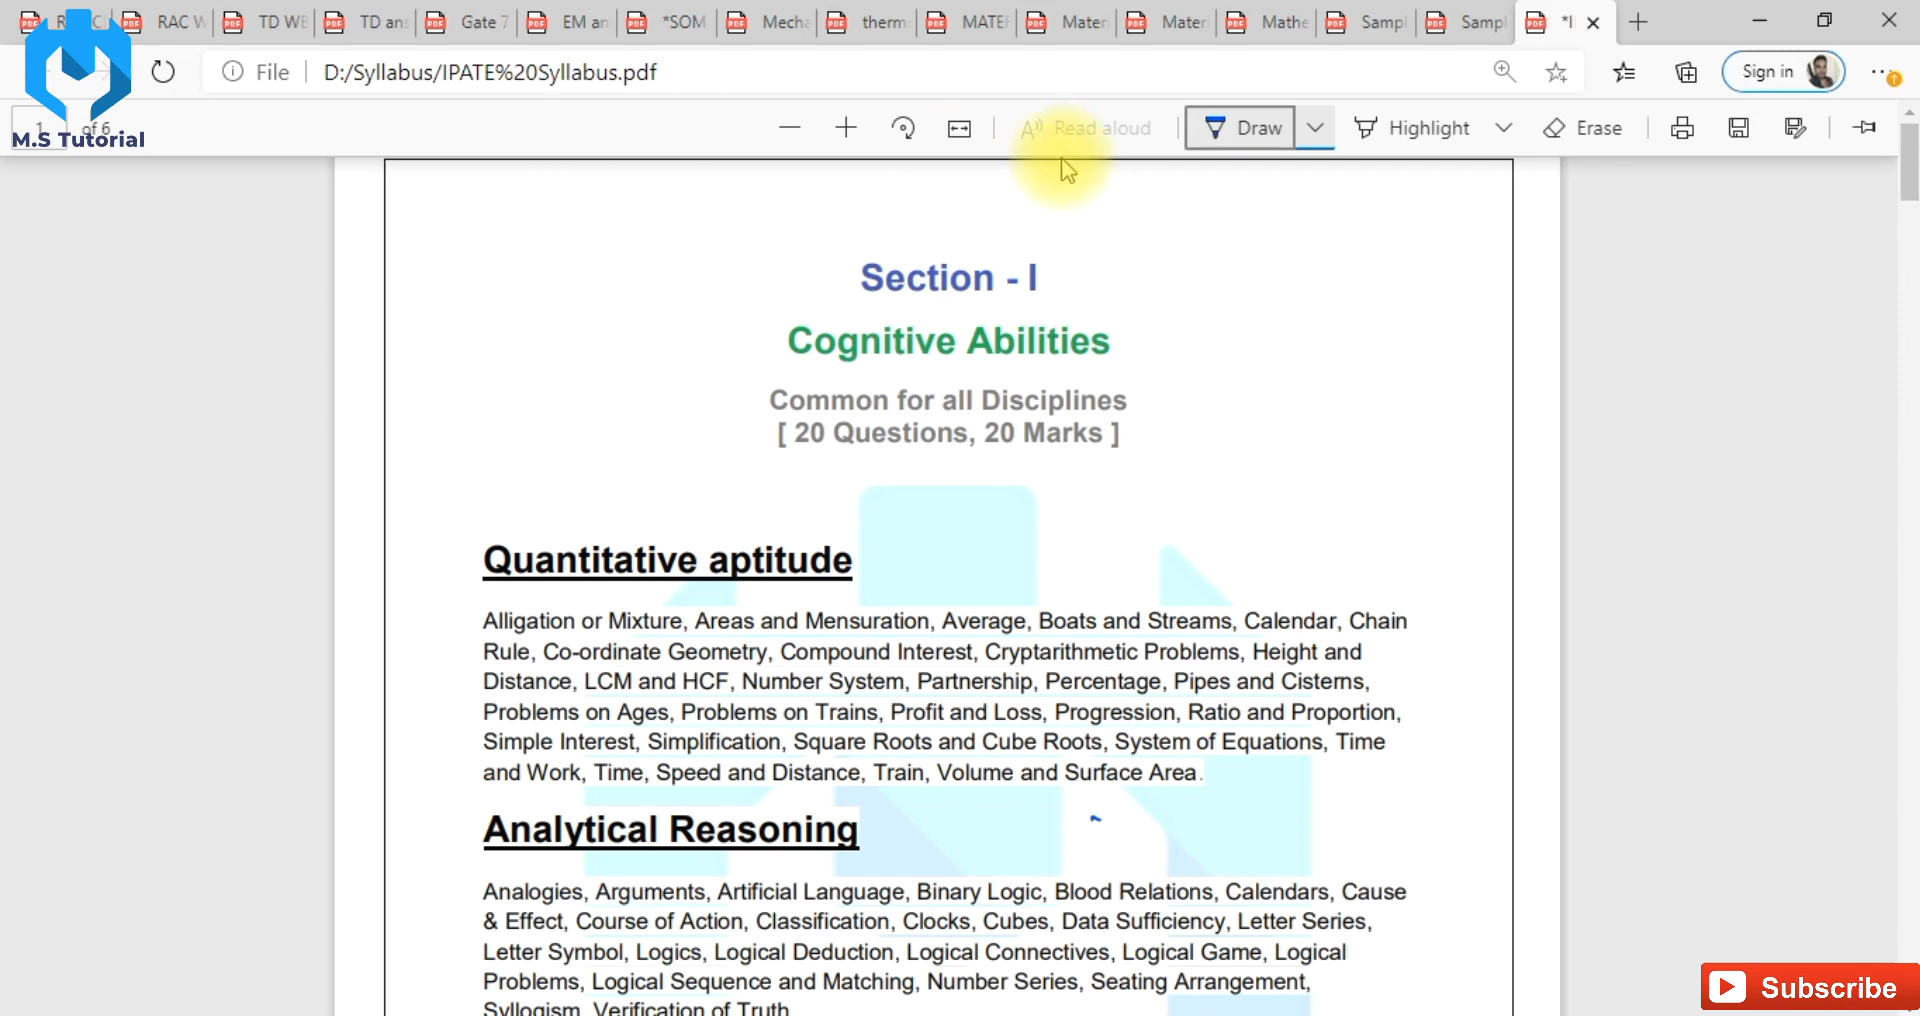 RAC W
TD WE
TD ans
Gate 7
EM an
*SOM
Mecha
therm
MATER
Materi
Materi
Mathe
Sampl
Sampl
File
D:/Syllabus/IPATE%20Syllabus.pdf
Sign in
1 of 6
Read aloud
Draw
Highlight
Erase
M.S Tutorial
Section - I
Cognitive Abilities
Common for all Disciplines
[ 20 Questions, 20 Marks ]
Quantitative aptitude
Alligation or Mixture, Areas and Mensuration, Average, Boats and Streams, Calendar, Chain
Rule, Co-ordinate Geometry, Compound Interest, Cryptarithmetic Problems, Height and
Distance, LCM and HCF, Number System, Partnership, Percentage, Pipes and Cisterns,
Problems on Ages, Problems on Trains, Profit and Loss, Progression, Ratio and Proportion,
Simple Interest, Simplification, Square Roots and Cube Roots, System of Equations, Time
and Work, Time, Speed and Distance, Train, Volume and Surface Area.
Analytical Reasoning
Analogies, Arguments, Artificial Language, Binary Logic, Blood Relations, Calendars, Cause
& Effect, Course of Action, Classification, Clocks, Cubes, Data Sufficiency, Letter Series,
Letter Symbol, Logics, Logical Deduction, Logical Connectives, Logical Game, Logical
Problems, Logical Sequence and Matching, Number Series, Seating Arrangement,
Syllogism, Verification of Truth
Subscribe